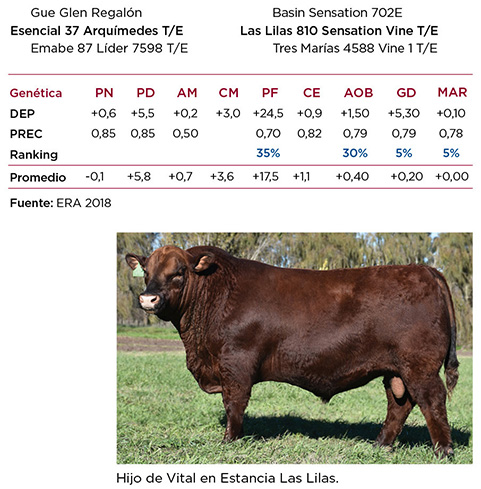 Gue Glen Regalón Basin Sensation 702E
Esencial 37 Arquímedes T/E Las Lilas 810 Sensation Vine T/E
Emabe 87 Líder 7598 T/E Tres Marías 4588 Vine 1 T/E
Genética PN PD AM CM PF CE AOB GD MAR
DEP +0,6 +5,5 +0,2 +3,0 +24,5 +0,9 +1,50 +5,30 +0,10
PREC 0,85 0,85 0,50 0,70 0,82 0,79 0,79 0,78
Ranking 35% 30% 5% 5%
Promedio -0,1 +5,8 +0,7 +3,6 +17,5 +1,1 +0,40 +0,20 +0,00
Fuente: ERA 2018
Hijo de Vital en Estancia Las Lilas.